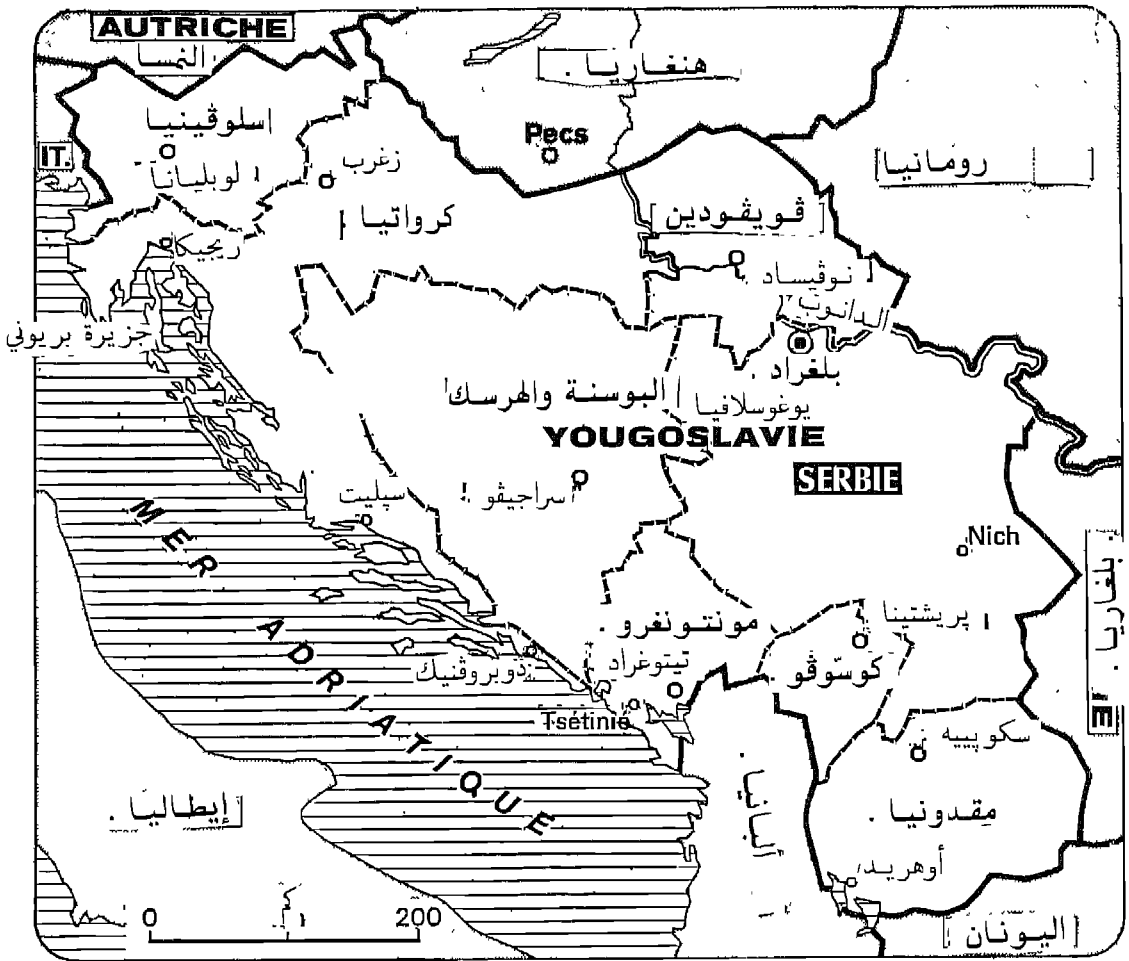 AUTRICHE
النمسا
هنغاريا .
اسلوڤينيا
Pecs
IT.
زغرب
لوبليانا
رومانيا
كرواتيا
ڤويڤودين
ريجيكا
نوڤيساد
الدانوب
جزيرة بريوني
بلغراد .
البوسنة والهرسك
يوغوسلافيا
YOUGOSLAVIE
SERBIE
سراجيڤو
سپليت
Nich
بلغاريا .
MER ADRIATIQUE
پريشتينا
مونتونغرو .
كوسوڤو .
تيتوغراد
دوبروڤنيك
Tsétinié
سكوپييه
إيطاليا .
ألبانيا .
مقدونيا .
أوهريد
0 200
اليونان